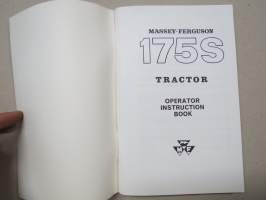 MASSEY-FERGUSON
175S
TRACTOR
OPERATOR
INSTRUCTION
BOOK